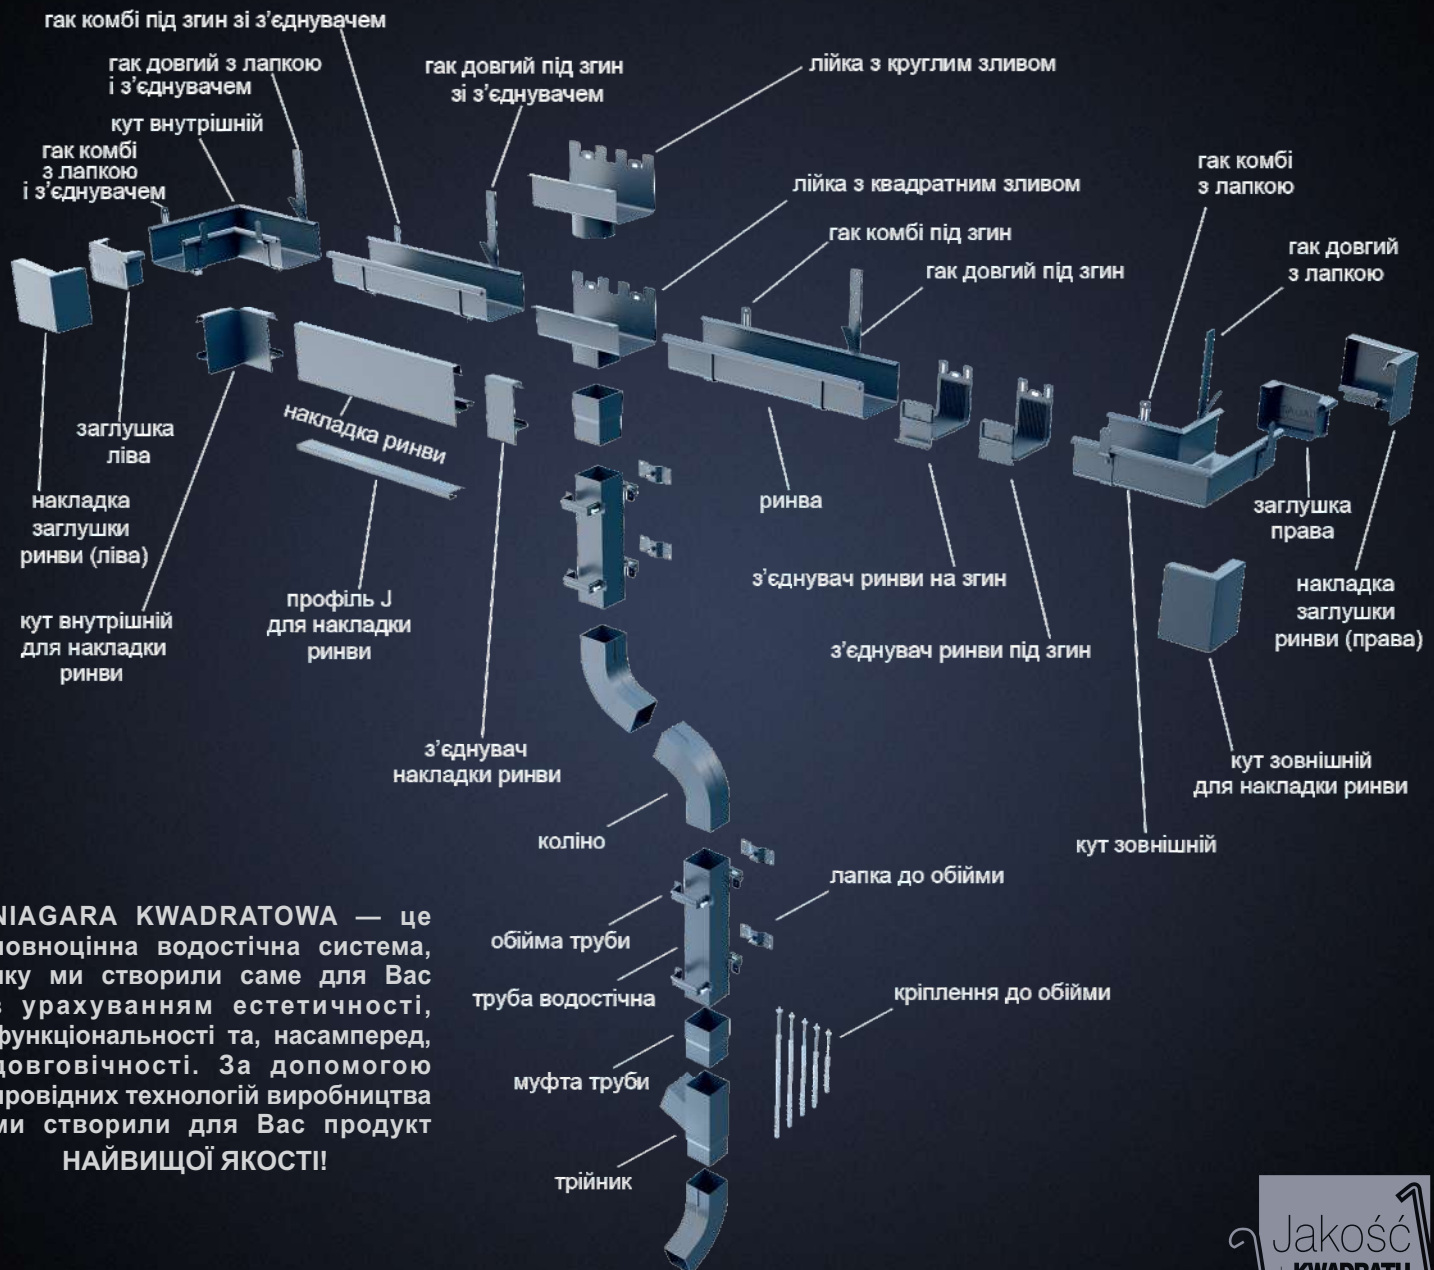 гак комбі під згин зі з’єднувачем
гак довгий з лапкою
і з’єднувачем
кут внутрішній
гак комбі
з лапкою
і з’єднувачем
гак довгий під згин
зі з’єднувачем
лійка з круглим зливом
лійка з квадратним зливом
гак комбі під згин
гак довгий під згин
гак комбі
з лапкою
гак довгий
з лапкою
заглушка
ліва
накладка ринви
накладка
заглушки
ринви (ліва)
кут внутрішній
для накладки
ринви
профіль J
для накладки
ринви
з’єднувач
накладки ринви
ринва
з’єднувач ринви на згин
з’єднувач ринви під згин
заглушка
права
накладка
заглушки
ринви (права)
кут зовнішній
для накладки ринви
кут зовнішній
коліно
лапка до обійми
обійма труби
труба водостічна
кріплення до обійми
муфта труби
трійник
NIAGARA KWADRATOWA — це
повноцінна водостічна система,
яку ми створили саме для Вас
з урахуванням естетичності,
функціональності та, насамперед,
довговічності. За допомогою
провідних технологій виробництва
ми створили для Вас продукт
НАЙВИЩОЇ ЯКОСТІ!
Jakość
KWADRATU